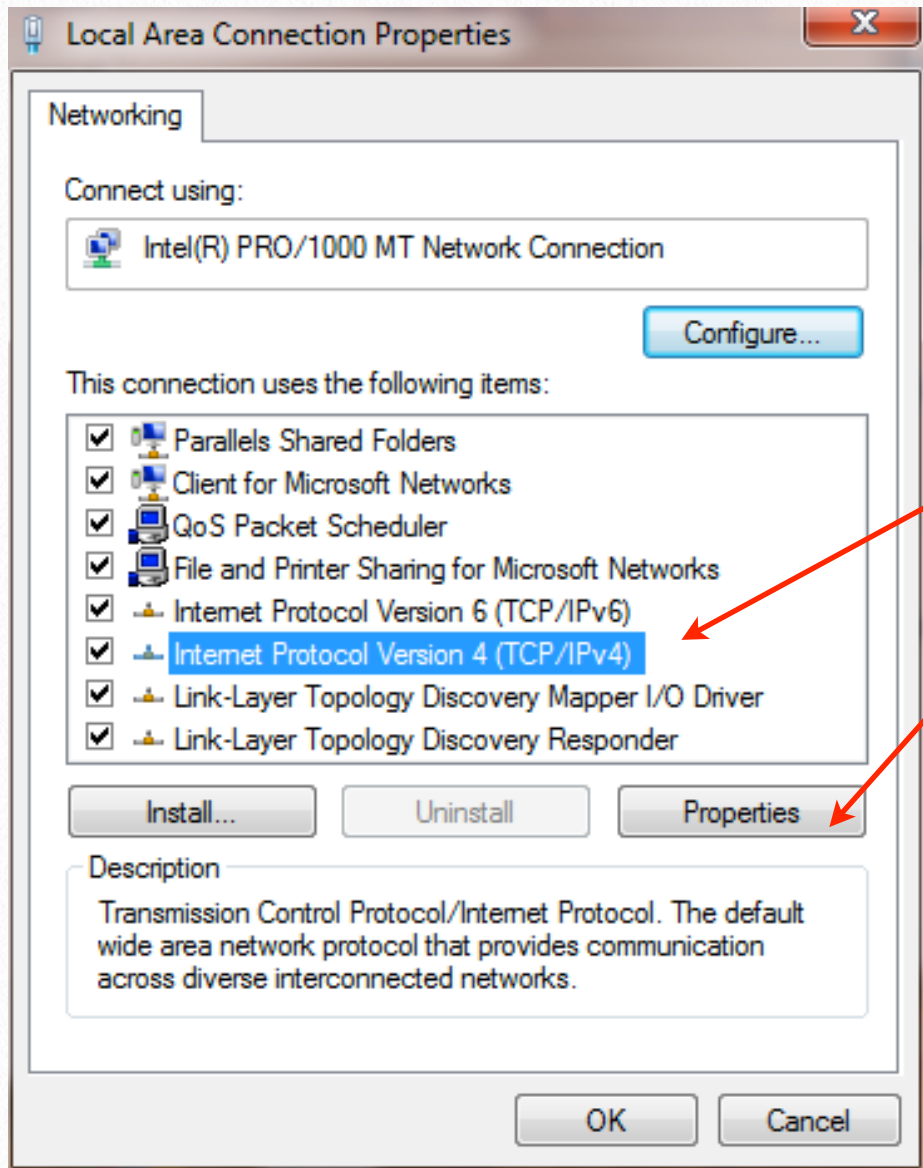 Local Area Connection Properties
Networking
Connect using:
Intel(R) PRO/1000 MT Network Connection
Configure...
This connection uses the following items:
Parallels Shared Folders
Client for Microsoft Networks
QoS Packet Scheduler
File and Printer Sharing for Microsoft Networks
Internet Protocol Version 6 (TCP/IPv6)
Internet Protocol Version 4 (TCP/IPv4)
Link-Layer Topology Discovery Mapper I/O Driver
Link-Layer Topology Discovery Responder
Install... Uninstall Properties
Description
Transmission Control Protocol/Internet Protocol. The default
wide area network protocol that provides communication
across diverse interconnected networks.
OK Cancel